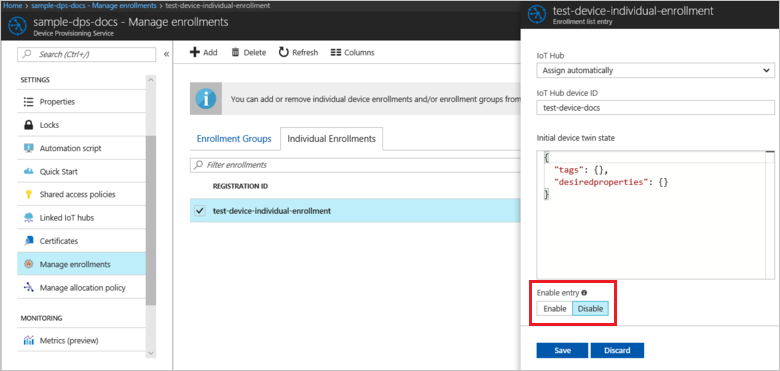 Home > sample-dps-docs - Manage enrollments > test-device-individual-enrollment
sample-dps-docs - Manage enrollments
Device Provisioning Service
Search (Ctrl+/)
SETTINGS
Properties
Locks
Automation script
Quick Start
Shared access policies
Linked IoT hubs
Certificates
Manage enrollments
Manage allocation policy
MONITORING
Metrics (preview)
Add
Delete
Refresh
Columns
You can add or remove individual device enrollments and/or enrollment groups from
Enrollment Groups
Individual Enrollments
Filter enrollments
REGISTRATION ID
test-device-individual-enrollment
test-device-individual-enrollment
Enrollment list entry
IoT Hub
Assign automatically
IoT Hub device ID
test-device-docs
Initial device twin state
{
"tags": {},
"desiredproperties": {}
}
Enable entry
Enable
Disable
Save
Discard